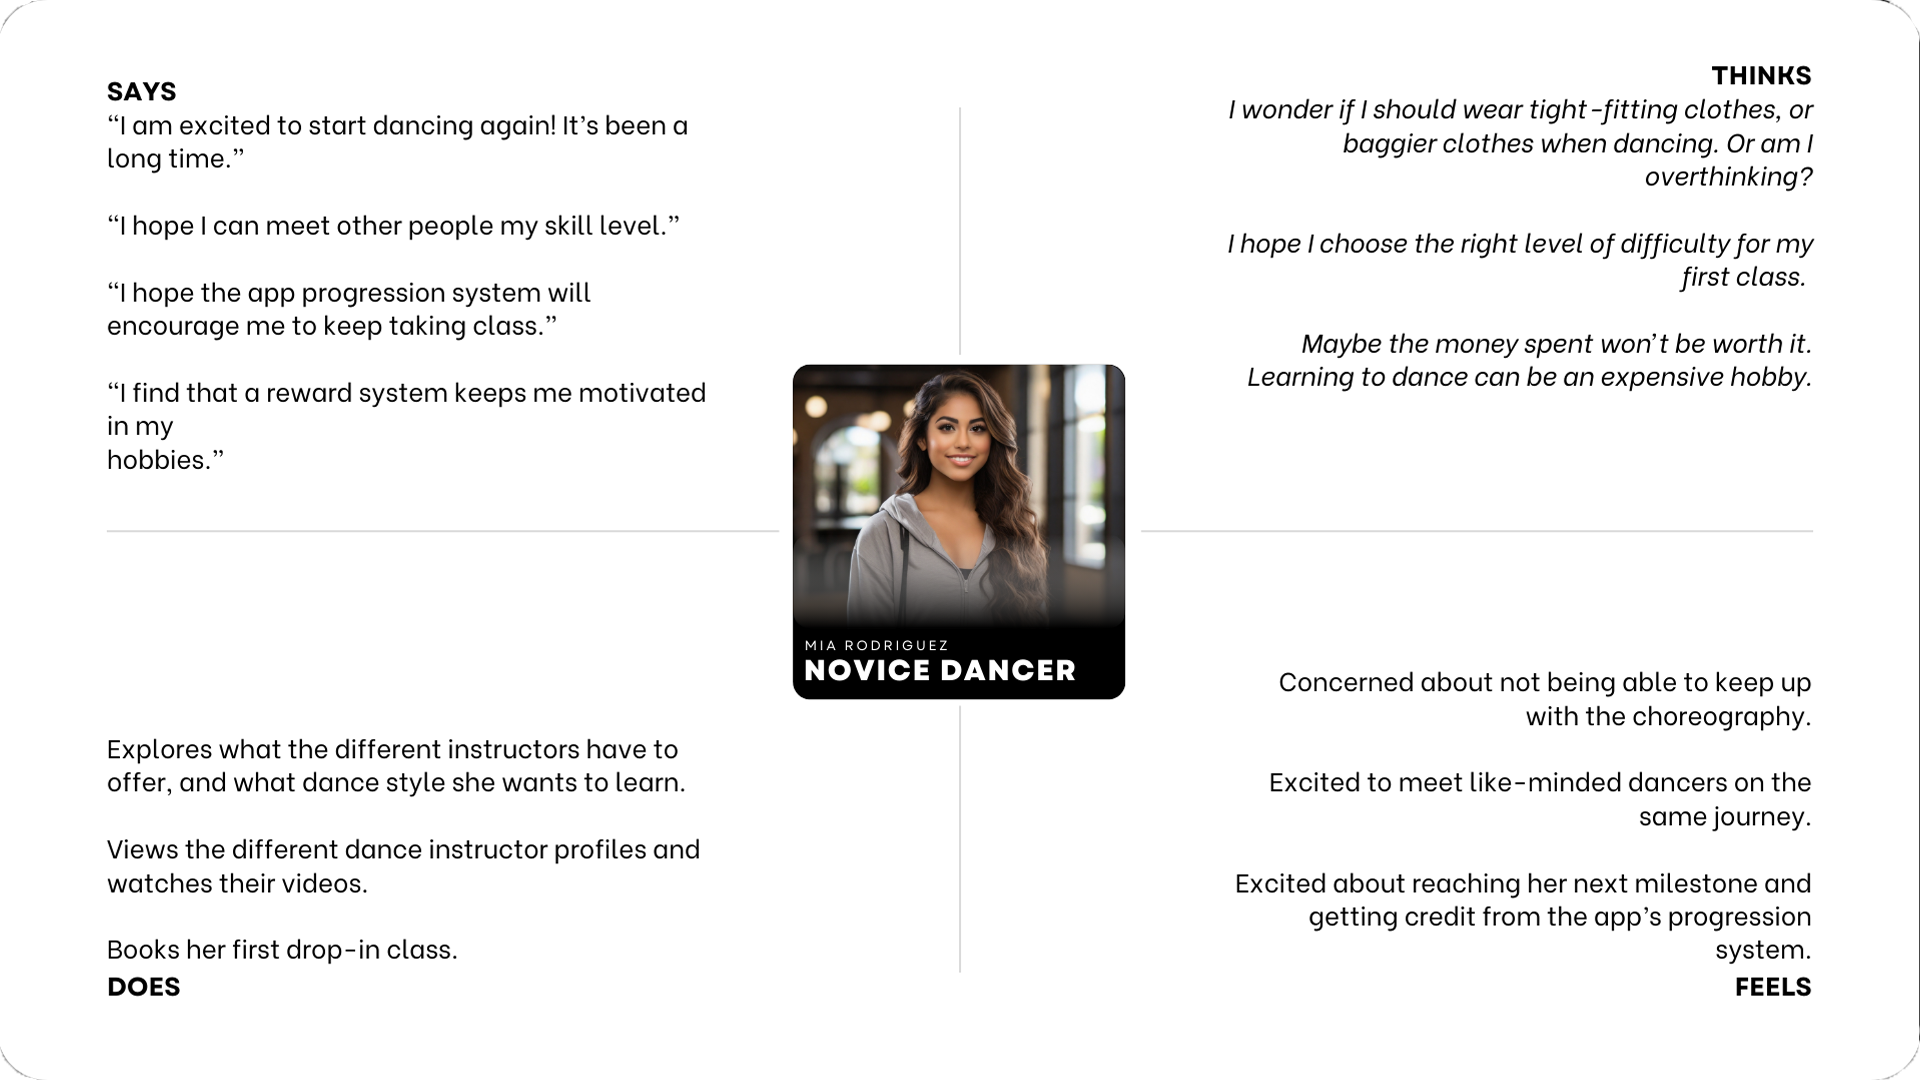 SAYS
“I am excited to start dancing again! It’s been a
long time.”
“I hope I can meet other people my skill level.”
“I hope the app progression system will
encourage me to keep taking class.”
“I find that a reward system keeps me motivated
in my
hobbies.”
THINKS
I wonder if I should wear tight-fitting clothes, or
baggier clothes when dancing. Or am I
overthinking?
I hope I choose the right level of difficulty for my
first class.
Maybe the money spent won’t be worth it.
Learning to dance can be an expensive hobby.
MIA RODRIGUEZ
NOVICE DANCER
Explores what the different instructors have to
offer, and what dance style she wants to learn.
Views the different dance instructor profiles and
watches their videos.
Books her first drop-in class.
DOES
Concerned about not being able to keep up
with the choreography.
Excited to meet like-minded dancers on the
same journey.
Excited about reaching her next milestone and
getting credit from the app’s progression
system.
FEELS